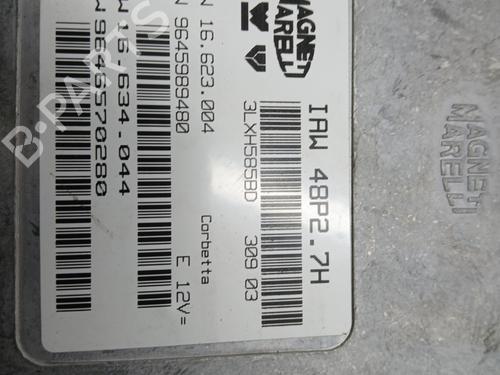 MAGNETI
MARELLI
IAW 48P2.7H
3LXH5858D 309 03
N 16.623.004
N 9645989480
Corbetta
E 12V=
W 16.634.044
W 9646570280
MAGNETI
MARELLI
B-PARTS